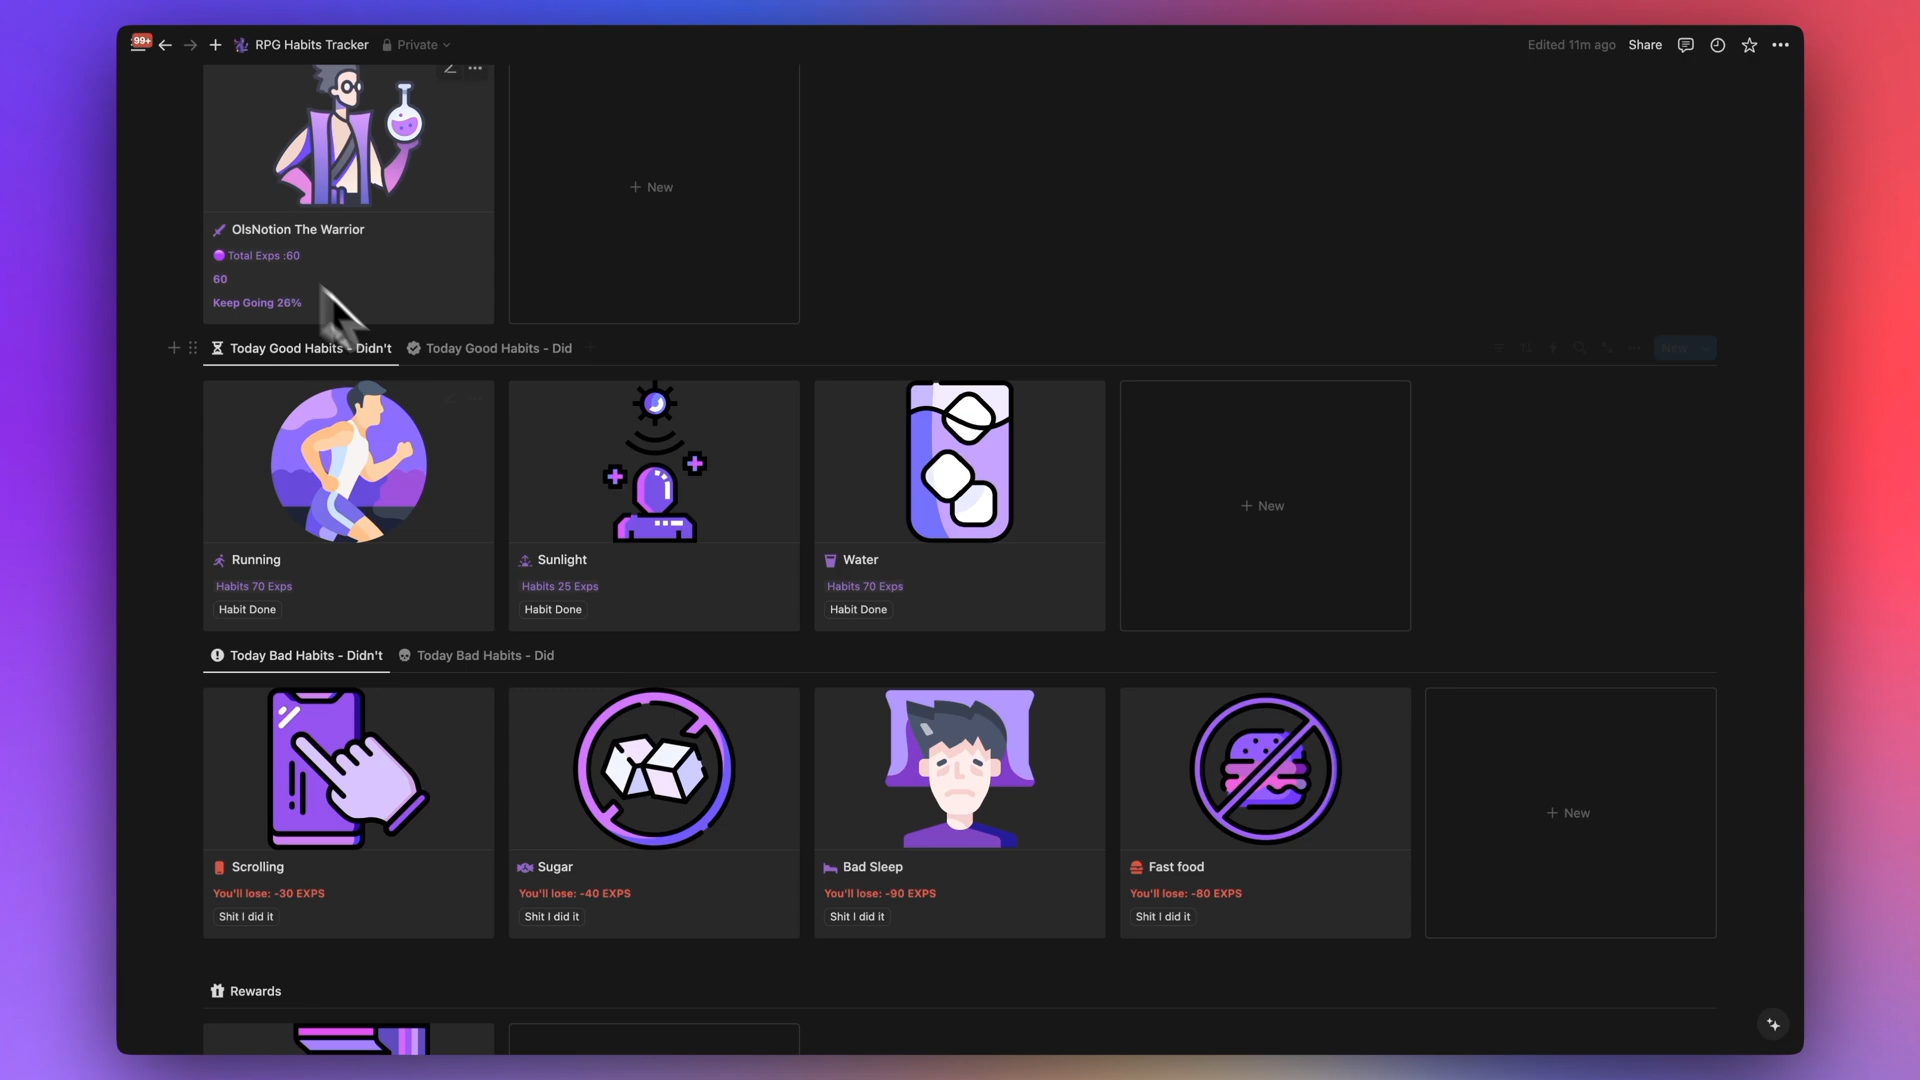 99+
RPG Habits Tracker
Private
Edited 11m ago
Share
OlsNotion The Warrior
Total Exps :60
60
Keep Going 26%
+ New
Today Good Habits - Didn't
Today Good Habits - Did
New
Running
Habits 70 Exps
Habit Done
Sunlight
Habits 25 Exps
Habit Done
Water
Habits 70 Exps
Habit Done
+ New
Today Bad Habits - Didn't
Today Bad Habits - Did
Scrolling
You'll lose: -30 EXPS
Shit I did it
Sugar
You'll lose: -40 EXPS
Shit I did it
Bad Sleep
You'll lose: -90 EXPS
Shit I did it
Fast food
You'll lose: -80 EXPS
Shit I did it
+ New
Rewards